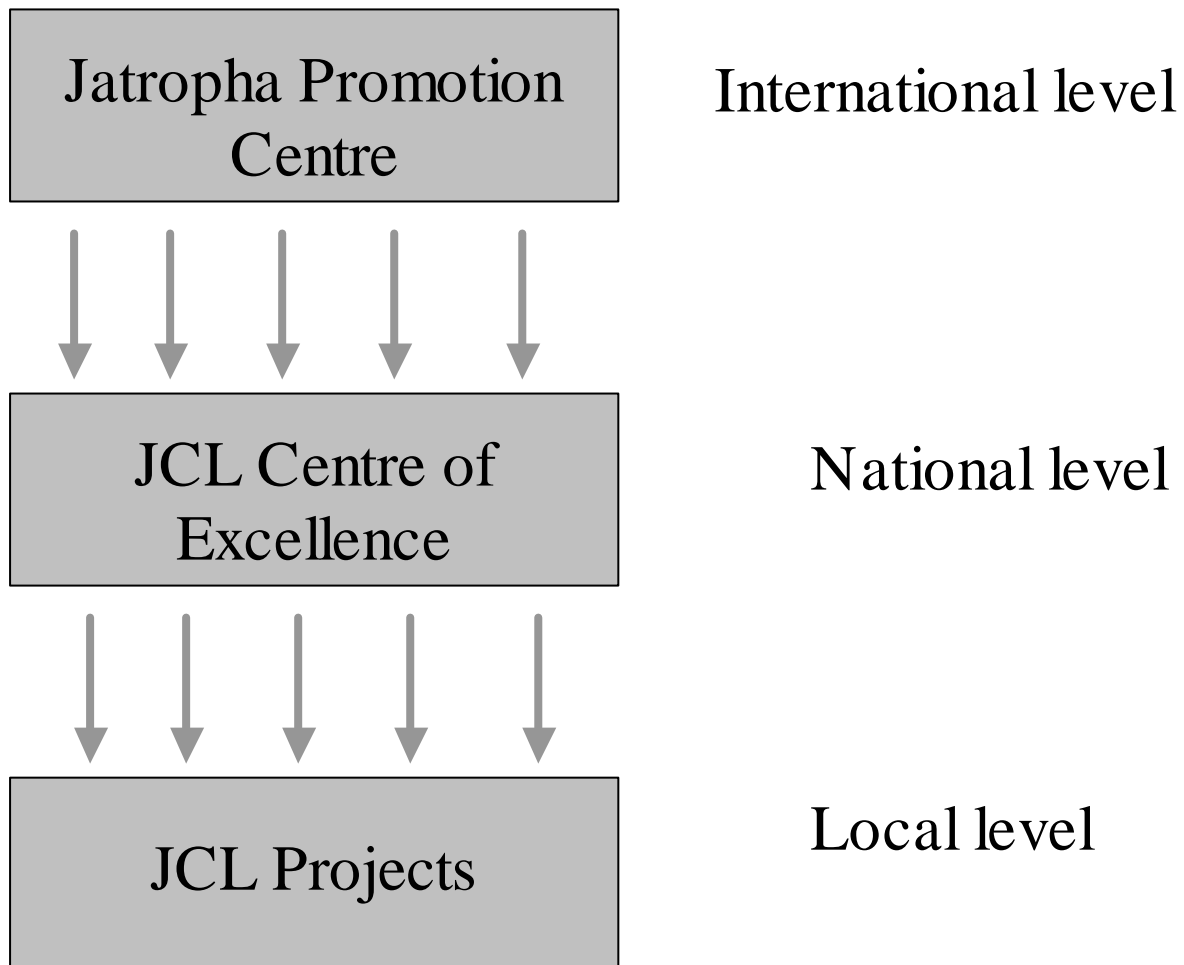 Jatropha Promotion
Centre
International level
JCL Centre of
Excellence
National level
JCL Projects
Local level